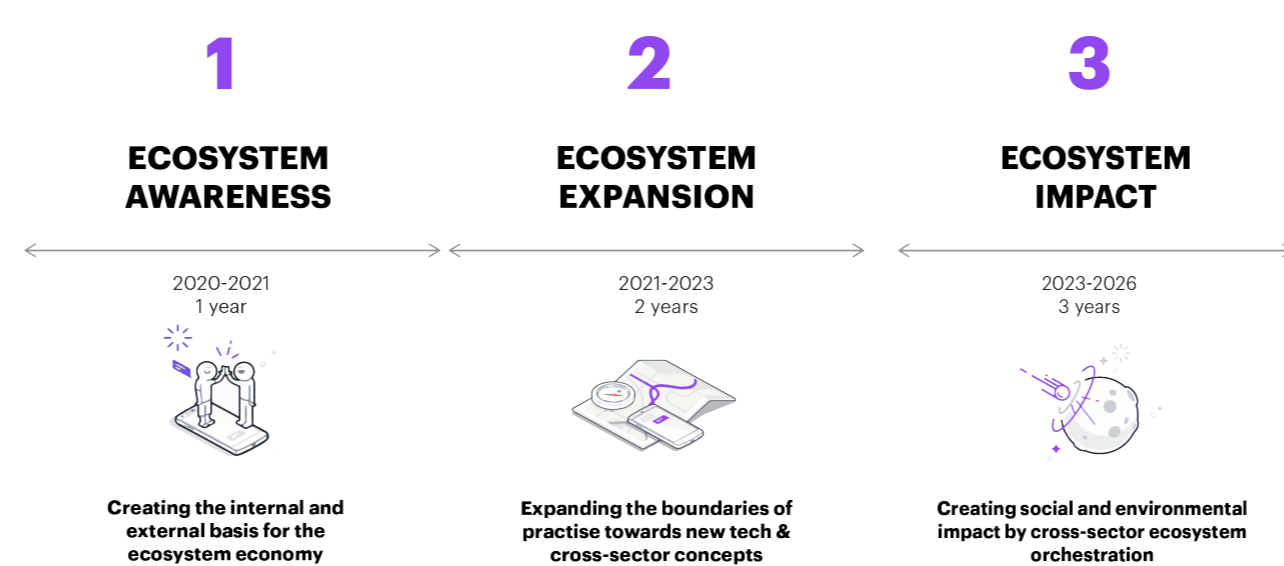 1
ECOSYSTEM
AWARENESS
2020-2021
1 year
Creating the internal and
external basis for the
ecosystem economy
2
ECOSYSTEM
EXPANSION
2021-2023
2 years
Expanding the boundaries of
practise towards new tech &
cross-sector concepts
3
ECOSYSTEM
IMPACT
2023-2026
3 years
Creating social and environmental
impact by cross-sector ecosystem
orchestration